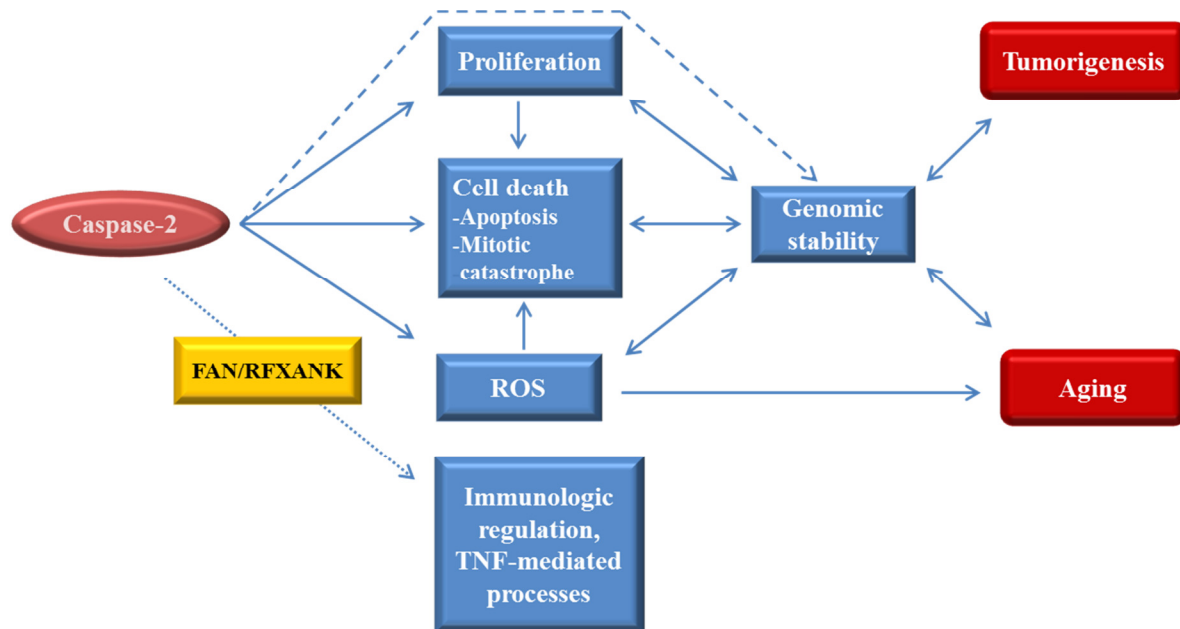 Proliferation
Tumorigenesis
Caspase-2
Cell death
-Apoptosis
-Mitotic
catastrophe
Genomic
stability
FAN/RFXANK
ROS
Aging
Immunologic
regulation,
TNF-mediated
processes